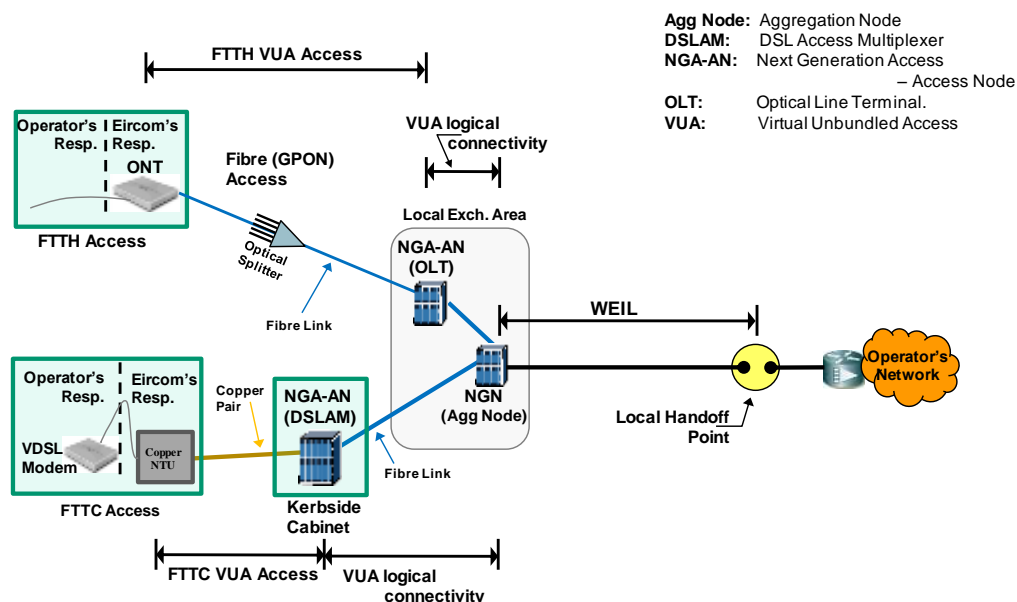 Agg Node: Aggregation Node
DSLAM: DSL Access Multiplexer
NGA-AN: Next Generation Access
– Access Node
OLT: Optical Line Terminal.
VUA: Virtual Unbundled Access
FTTH VUA Access
Operator's
Resp.
Eircom's
Resp.
ONT
FTTH Access
Fibre (GPON)
Access
Optical
Splitter
Fibre Link
VUA logical
connectivity
Local Exch. Area
NGA-AN
(OLT)
WEIL
NGN
(Agg Node)
Local Handoff
Point
Operator's
Network
Operator's
Resp.
Eircom's
Resp.
VDSL
Modem
Copper
NTU
FTTC Access
Copper
Pair
NGA-AN
(DSLAM)
Kerbside
Cabinet
Fibre Link
FTTC VUA Access
VUA logical
connectivity